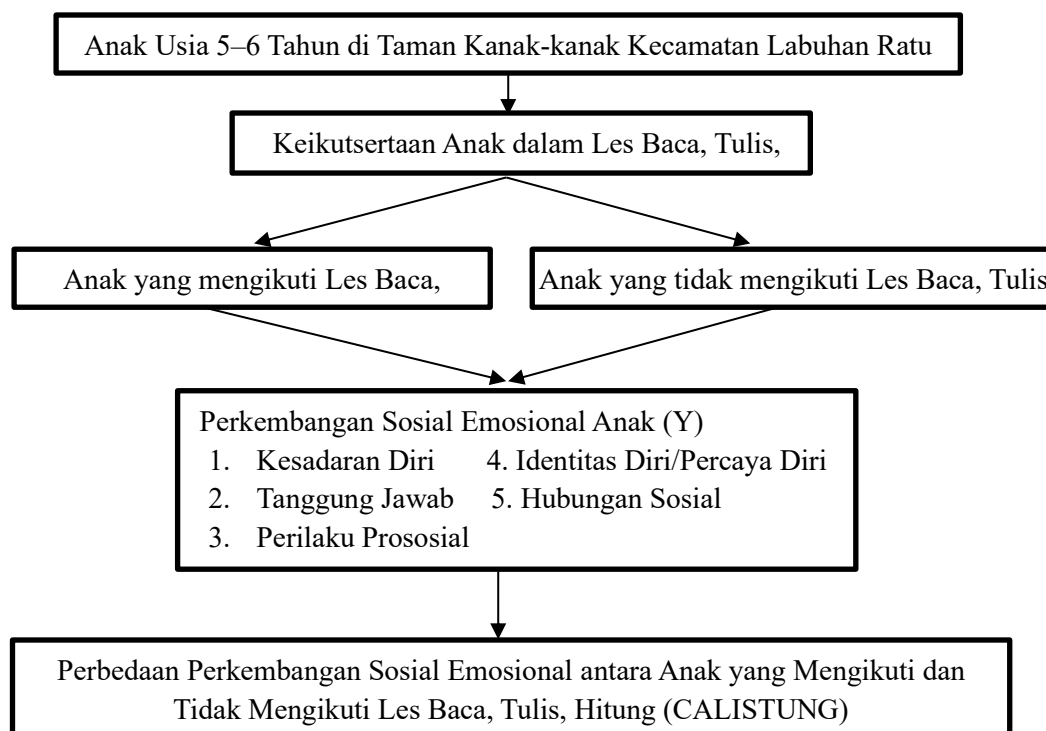 Anak Usia 5–6 Tahun di Taman Kanak-kanak Kecamatan Labuhan Ratu
Keikutsertaan Anak dalam Les Baca, Tulis,
Anak yang mengikuti Les Baca,
Anak yang tidak mengikuti Les Baca, Tulis
Perkembangan Sosial Emosional Anak (Y)
1. Kesadaran Diri 4. Identitas Diri/Percaya Diri
2. Tanggung Jawab 5. Hubungan Sosial
3. Perilaku Prososial
Perbedaan Perkembangan Sosial Emosional antara Anak yang Mengikuti dan
Tidak Mengikuti Les Baca, Tulis, Hitung (CALISTUNG)